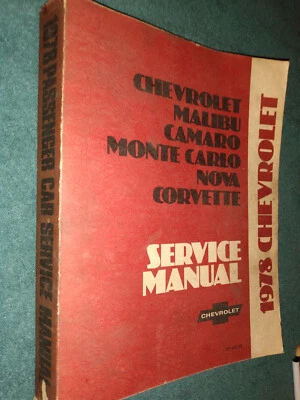 1978 PASSENGER CAR SERVICE MANUAL
CHEVROLET
MALIBU
CAMARO
MONTE CARLO
NOVA
CORVETTE
SERVICE
MANUAL
CHEVROLET
1978 CHEVROLET